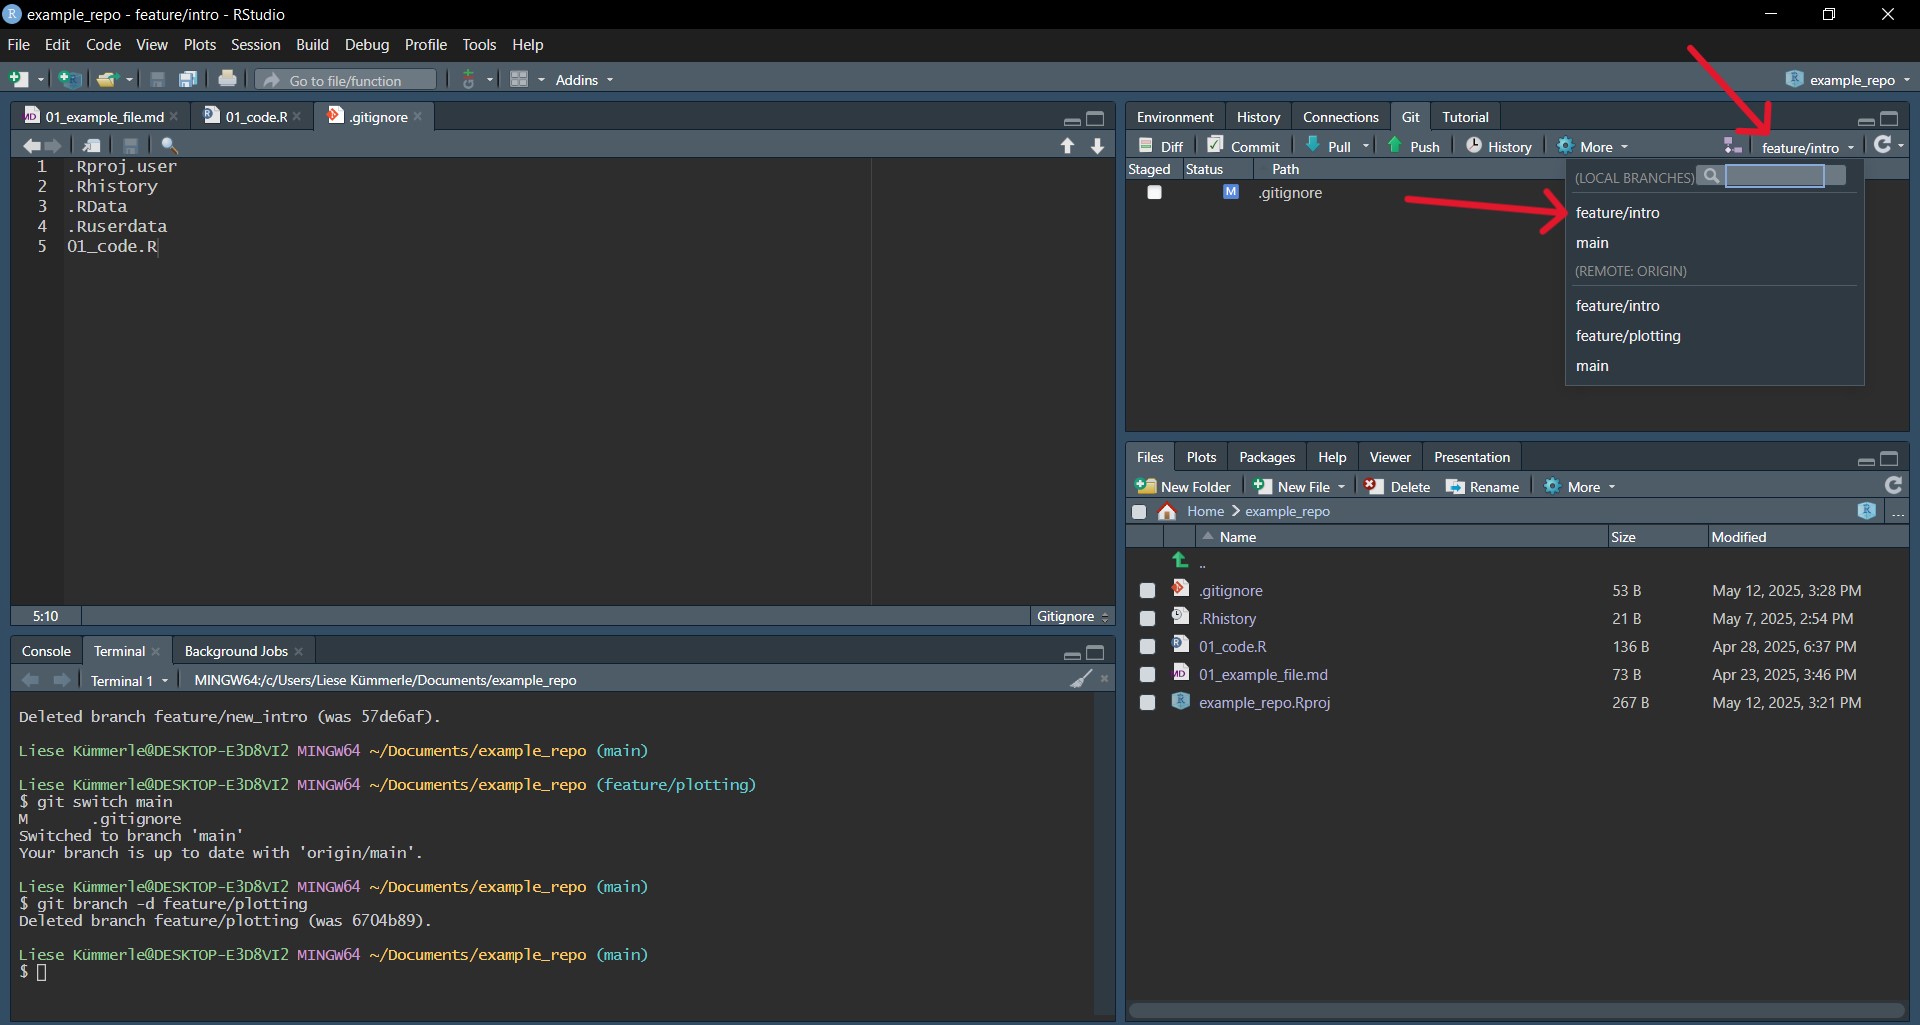 example_repo - feature/intro - RStudio
File Edit Code View Plots Session Build Debug Profile Tools Help
Go to file/function Addins example_repo
01_example_file.md 01_code.R .gitignore
1 .Rproj.user
2 .Rhistory
3 .RData
4 .Ruserdata
5 01_code.R
5:10 Gitignore
Console Terminal Background Jobs
Terminal 1 MINGW64:/c/Users/Liese Kümmerle/Documents/example_repo
Deleted branch feature/new_intro (was 57de6af).
Liese Kümmerle@DESKTOP-E3D8VI2 MINGW64 ~/Documents/example_repo (main)
Liese Kümmerle@DESKTOP-E3D8VI2 MINGW64 ~/Documents/example_repo (feature/plotting)
$ git switch main
M .gitignore
Switched to branch 'main'
Your branch is up to date with 'origin/main'.
Liese Kümmerle@DESKTOP-E3D8VI2 MINGW64 ~/Documents/example_repo (main)
$ git branch -d feature/plotting
Deleted branch feature/plotting (was 6704b89).
Liese Kümmerle@DESKTOP-E3D8VI2 MINGW64 ~/Documents/example_repo (main)
$
Environment History Connections Git Tutorial
Diff Commit Pull Push History More feature/intro
Staged Status Path
M .gitignore
(LOCAL BRANCHES)
feature/intro
main
(REMOTE: ORIGIN)
feature/intro
feature/plotting
main
Files Plots Packages Help Viewer Presentation
New Folder New File Delete Rename More
Home > example_repo ...
Name Size Modified
..
.gitignore 53 B May 12, 2025, 3:28 PM
.Rhistory 21 B May 7, 2025, 2:54 PM
01_code.R 136 B Apr 28, 2025, 6:37 PM
01_example_file.md 73 B Apr 23, 2025, 3:46 PM
example_repo.Rproj 267 B May 12, 2025, 3:21 PM